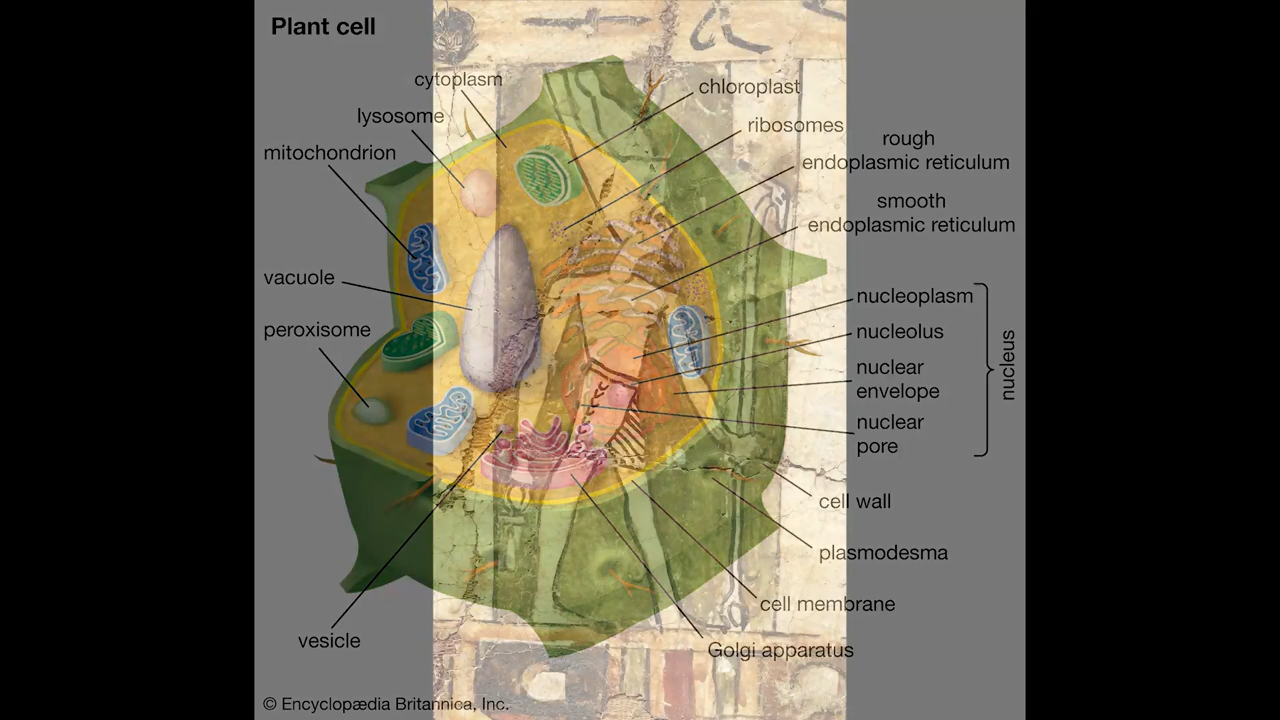 Plant cell
cytoplasm
chloroplast
lysosome
ribosomes
mitochondrion
rough
endoplasmic reticulum
smooth
endoplasmic reticulum
vacuole
nucleoplasm
peroxisome
nucleolus
nuclear
envelope
nucleus
nuclear
pore
cell wall
plasmodesma
cell membrane
vesicle
Golgi apparatus
© Encyclopædia Britannica, Inc.